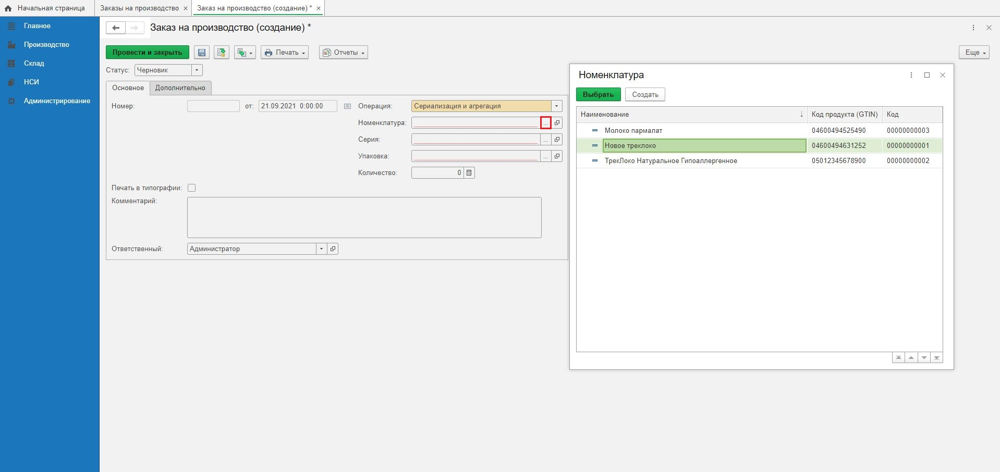 Начальная страница
Заказы на производство ×
Заказ на производство (создание) * ×
Главное
Производство
Склад
НСИ
Администрирование
Заказ на производство (создание) *
Провести и закрыть
Печать
Отчеты
Еще
Статус: Черновик
Основное
Дополнительно
Номер:
от: 21.09.2021 0:00:00
Операция: Сериализация и агрегация
Номенклатура: ...
Серия: ...
Упаковка: ...
Количество: 0
Печать в типографии:
Комментарий:
Ответственный: Администратор
Номенклатура
Выбрать
Создать
Наименование ↓ Код продукта (GTIN) Код
Молоко пармалат 04600494525490 00000000003
Новое треклоко 04600494631252 00000000001
ТрекЛоко Натуральное Гипоаллергенное 05012345678900 00000000002